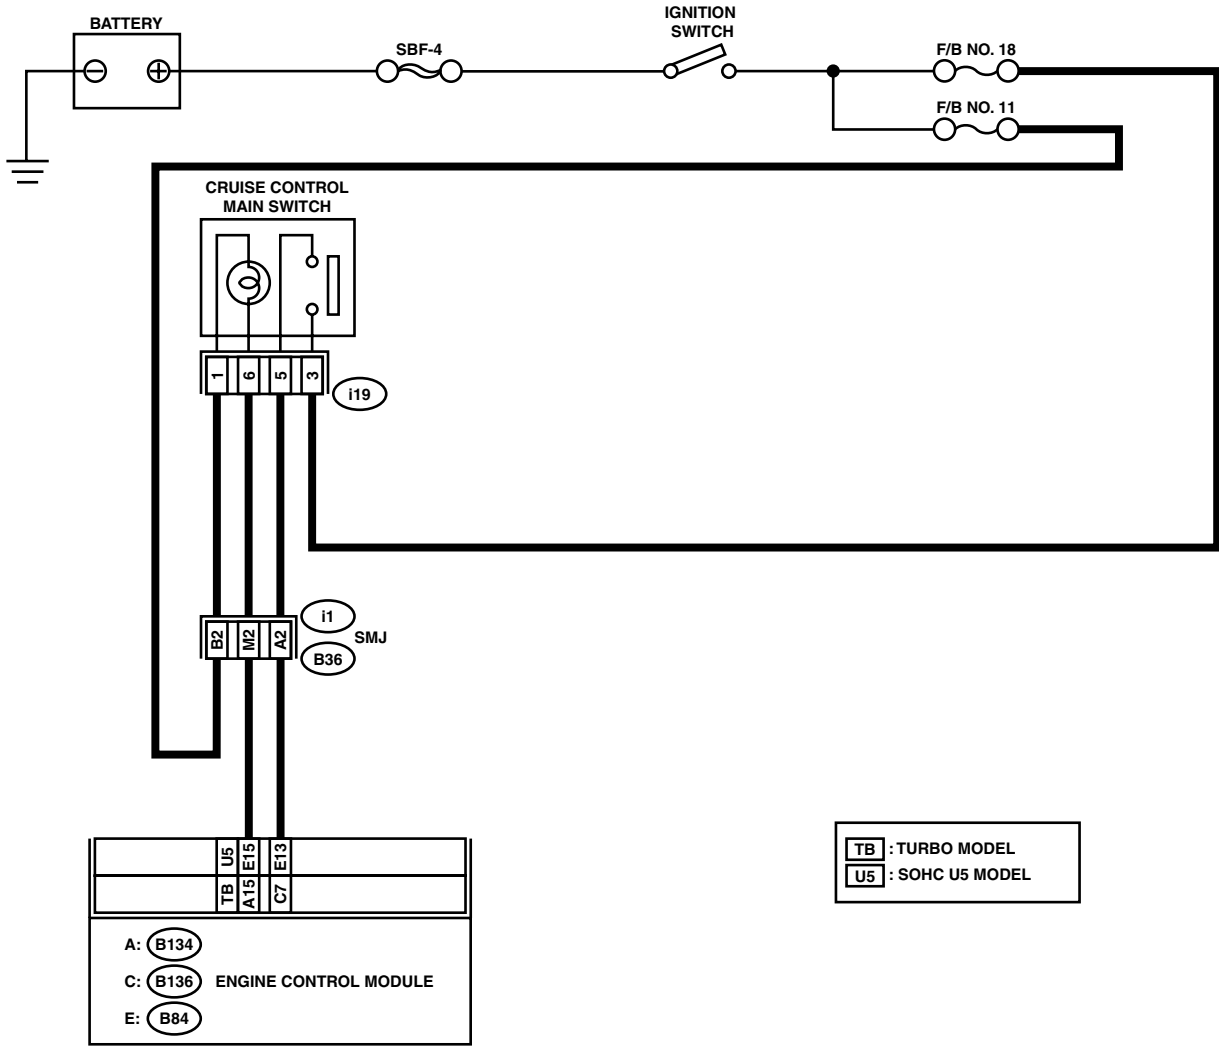 BATTERY
SBF-4
IGNITION
SWITCH
F/B NO. 18
F/B NO. 11
CRUISE CONTROL
MAIN SWITCH
1
6
5
3
i19
B2
M2
A2
i1
B36
SMJ
U5
E15
E13
TB
A15
C7
A: B134
C: B136 ENGINE CONTROL MODULE
E: B84
TB : TURBO MODEL
U5 : SOHC U5 MODEL